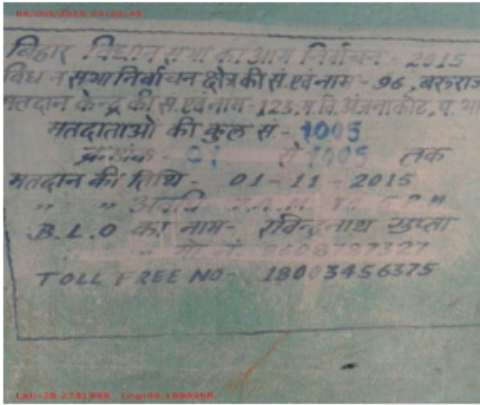 बिहार विधान सभा का आम निर्वाचन - 2015
विधान सभा निर्वाचन क्षेत्र की सं. एवं नाम - 96, बरुराज
मतदान केन्द्र की सं. एवं नाम - 123,
मतदाताओ की कुल सं. - 1005
क्रमांक - 01 से 1005 तक
मतदान की तिथि - 01-11-2015
" " अवधि
B.L.O का नाम - रविन्द्रनाथ गुप्ता
TOLL FREE NO - 18003456375